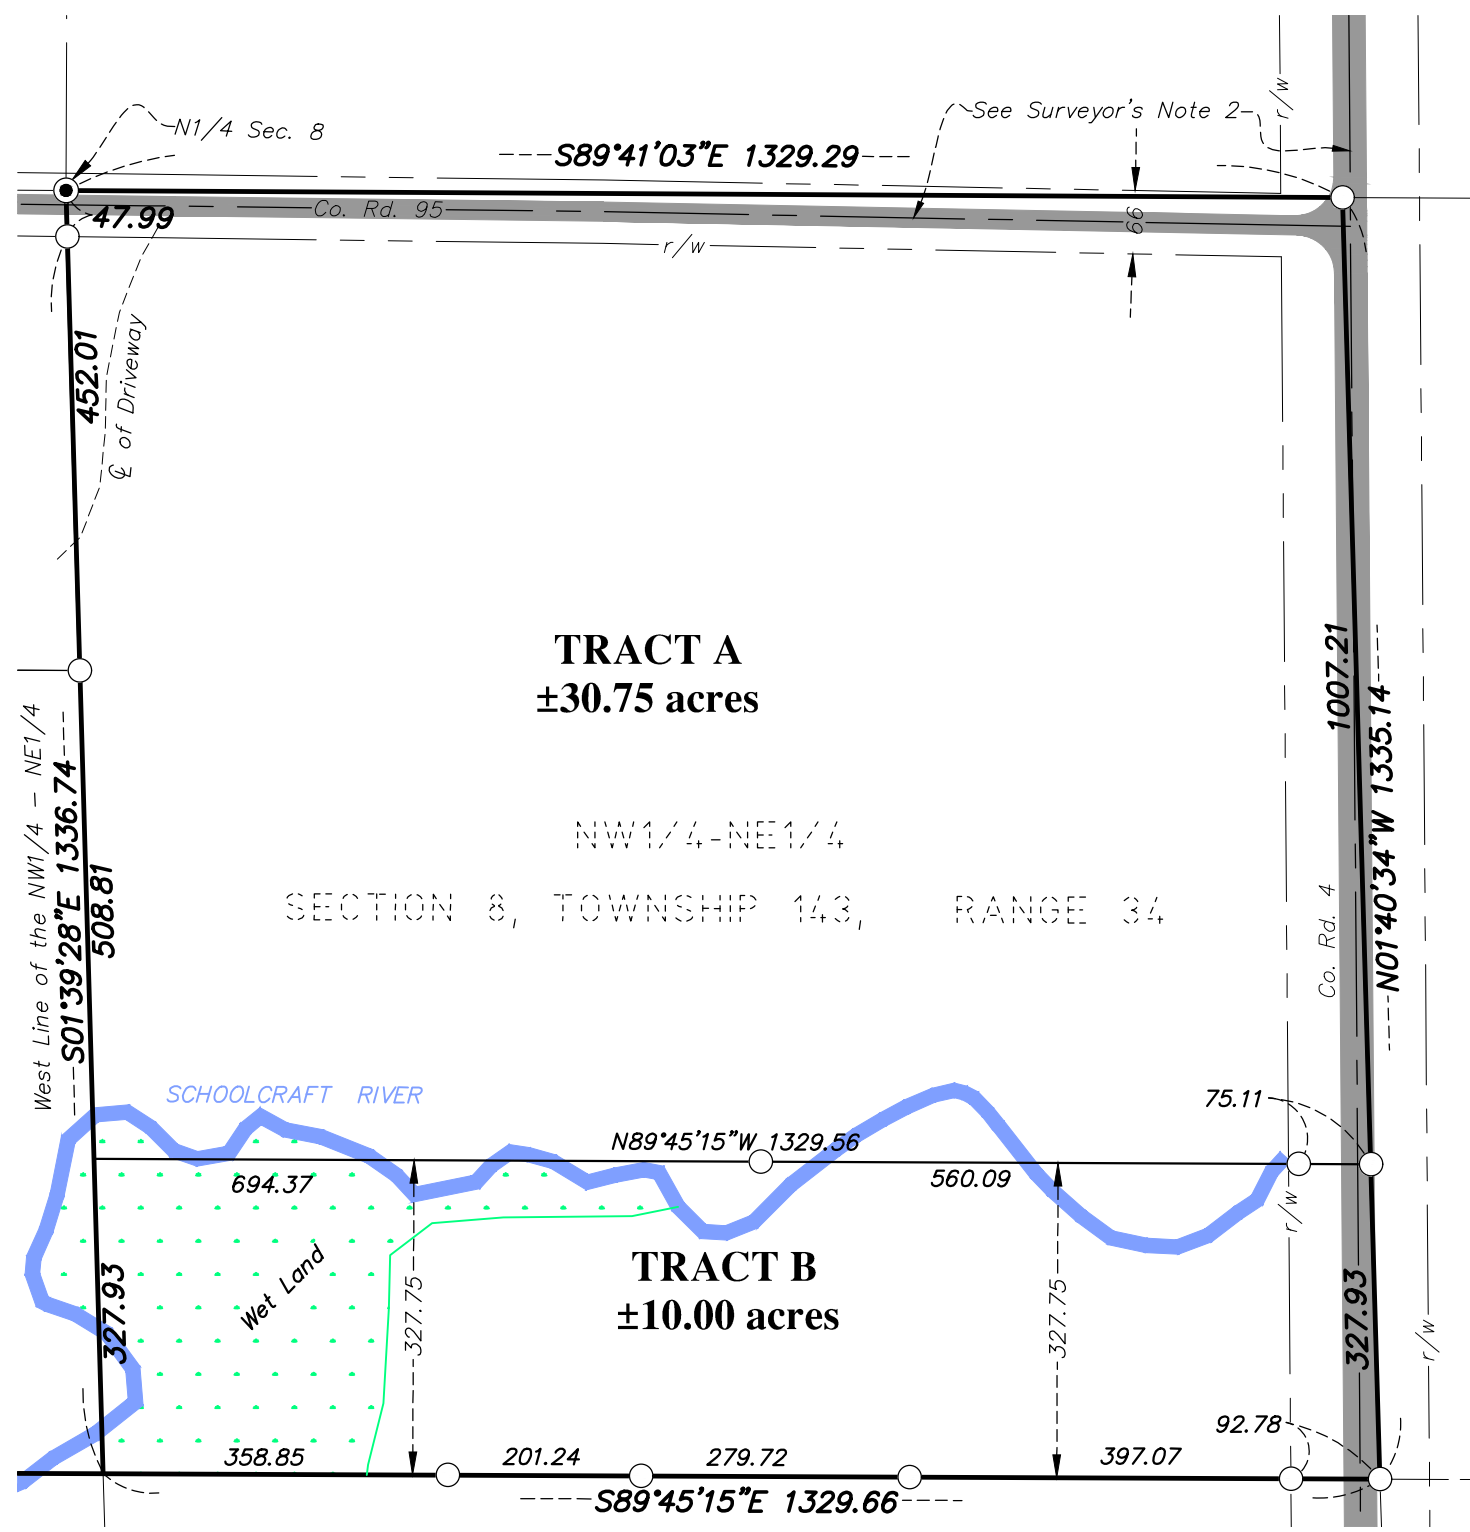 r/w
See Surveyor's Note 2
N1/4 Sec. 8
S89°41'03"E 1329.29
Co. Rd. 95
47.99
66
r/w
452.01
℄ of Driveway
TRACT A
±30.75 acres
1007.21
N01°40'34"W 1335.14
West Line of the NW1/4 - NE1/4
S01°39'28"E 1336.74
508.81
NW1/4-NE1/4
SECTION 8, TOWNSHIP 143, RANGE 34
Co. Rd. 4
SCHOOLCRAFT RIVER
75.11
N89°45'15"W 1329.56
694.37
560.09
r/w
Wet Land
TRACT B
±10.00 acres
327.93
327.75
327.75
327.93
r/w
92.78
358.85
201.24
279.72
397.07
S89°45'15"E 1329.66